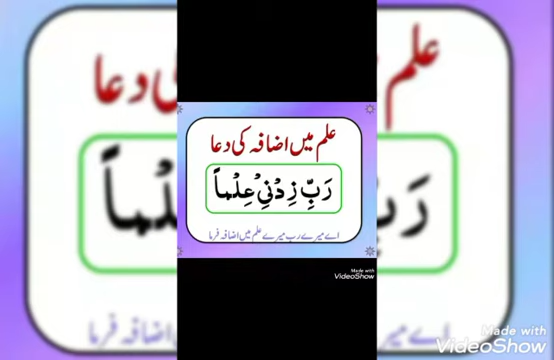 علم میں اضافہ کی دعا
رَبِّ زِدْنِیْ عِلْماً
اے میرے رب میرے علم میں اضافہ فرما
Made with
VideoShow
Made with
VideoShow